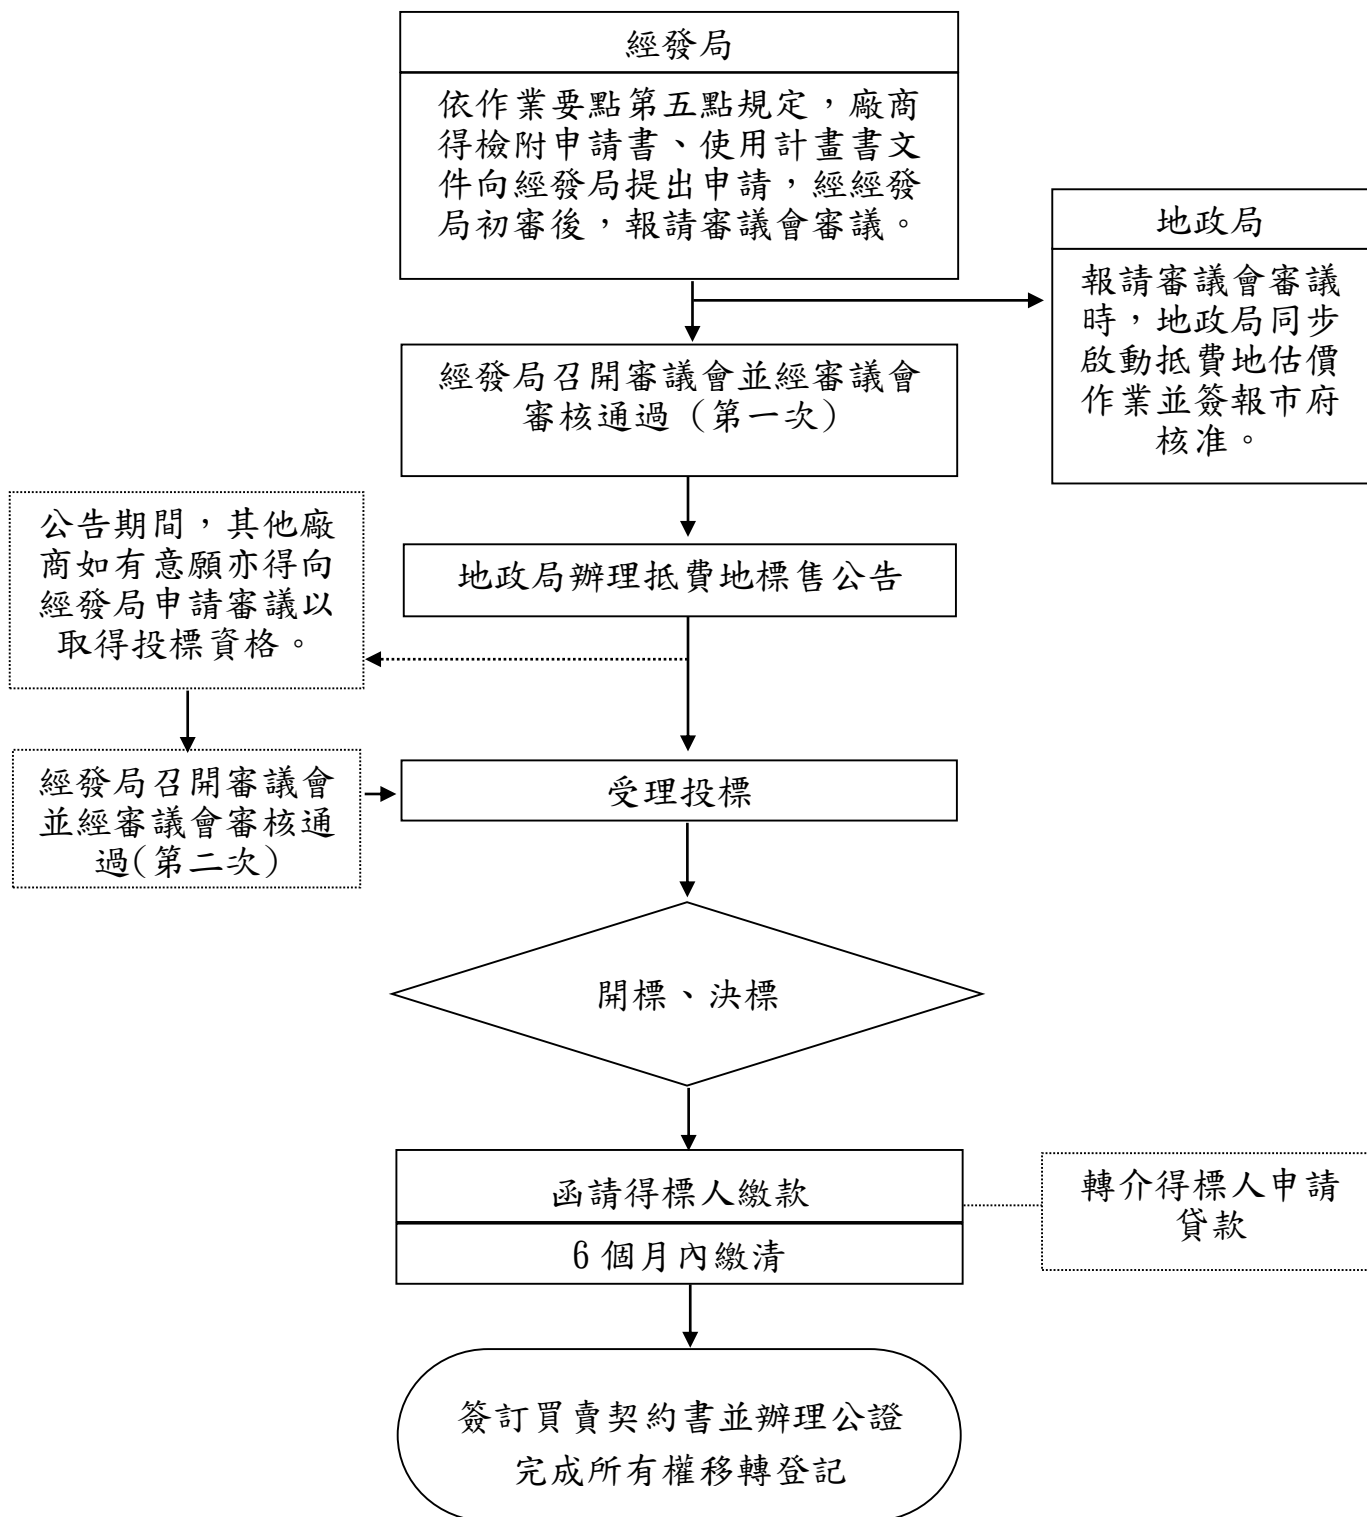 經發局
依作業要點第五點規定，廠商
得檢附申請書、使用計畫書文
件向經發局提出申請，經經發
局初審後，報請審議會審議。
地政局
報請審議會審議
時，地政局同步
啟動抵費地估價
作業並簽報市府
核准。
經發局召開審議會並經審議會
審核通過（第一次）
公告期間，其他廠
商如有意願亦得向
經發局申請審議以
取得投標資格。
地政局辦理抵費地標售公告
經發局召開審議會
並經審議會審核通
過(第二次)
受理投標
開標、決標
函請得標人繳款
6 個月內繳清
轉介得標人申請
貸款
簽訂買賣契約書並辦理公證
完成所有權移轉登記